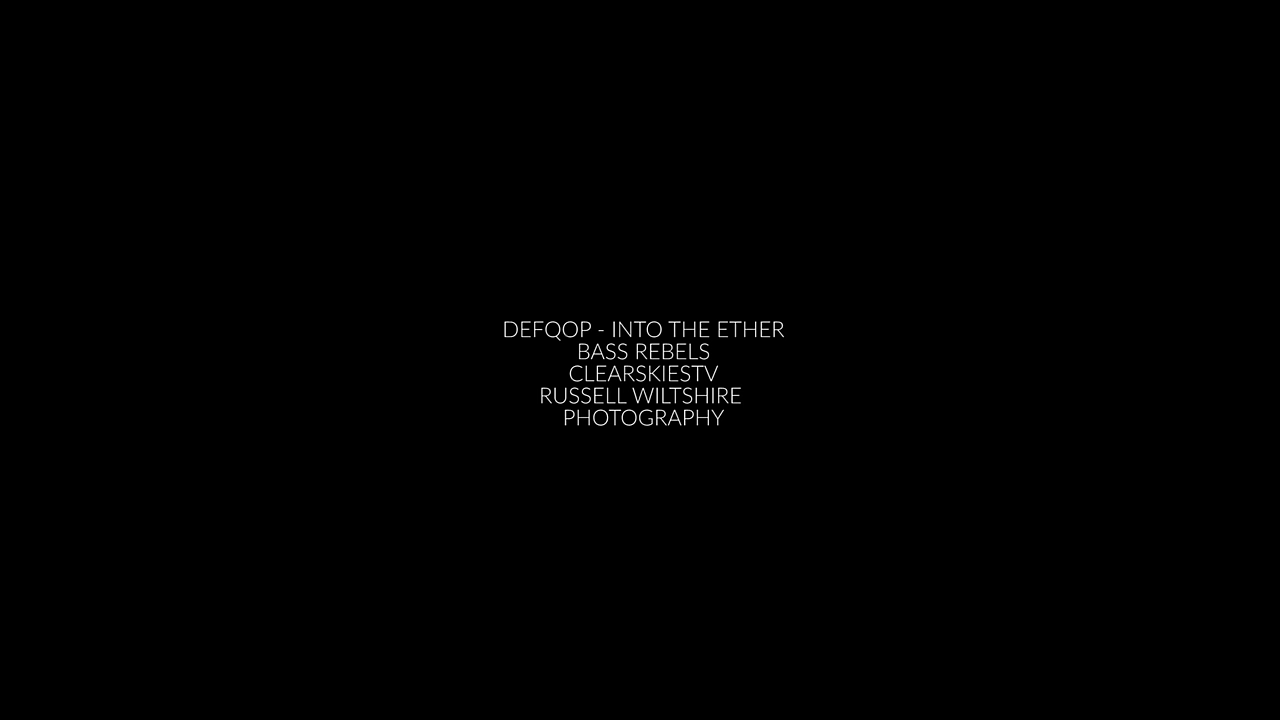 DEFQOP - INTO THE ETHER
BASS REBELS
CLEARSKIESTV
RUSSELL WILTSHIRE
PHOTOGRAPHY